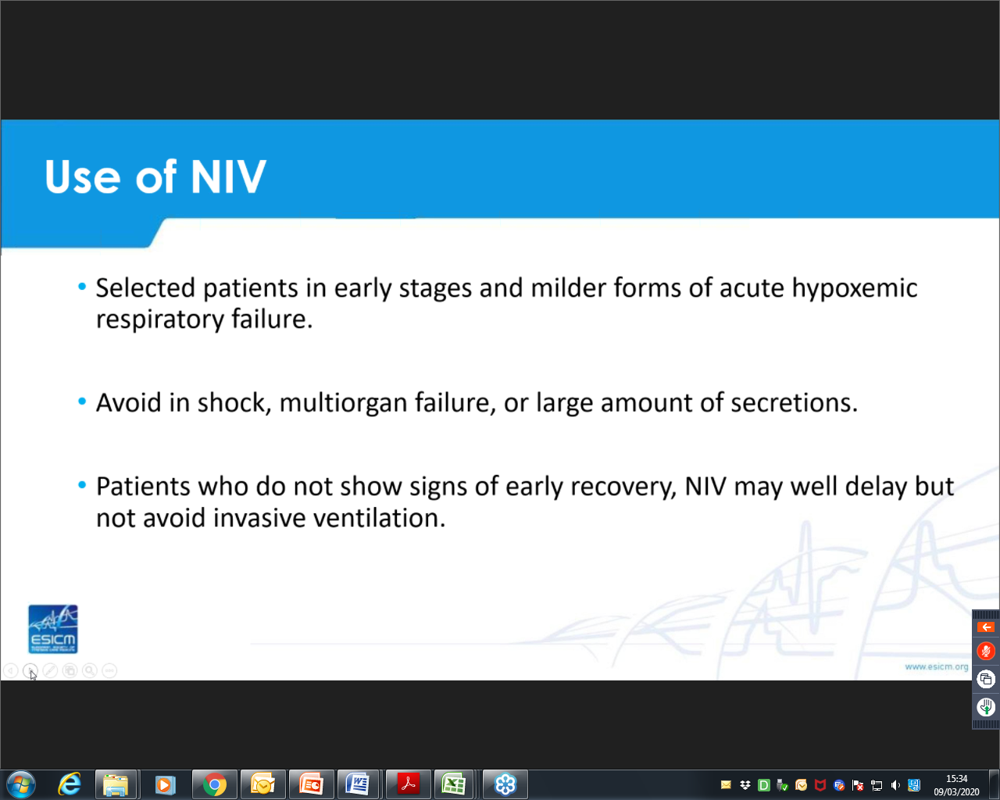 Use of NIV
• Selected patients in early stages and milder forms of acute hypoxemic
respiratory failure.
• Avoid in shock, multiorgan failure, or large amount of secretions.
• Patients who do not show signs of early recovery, NIV may well delay but
not avoid invasive ventilation.
ESICM
www.esicm.org
15:34
09/03/2020